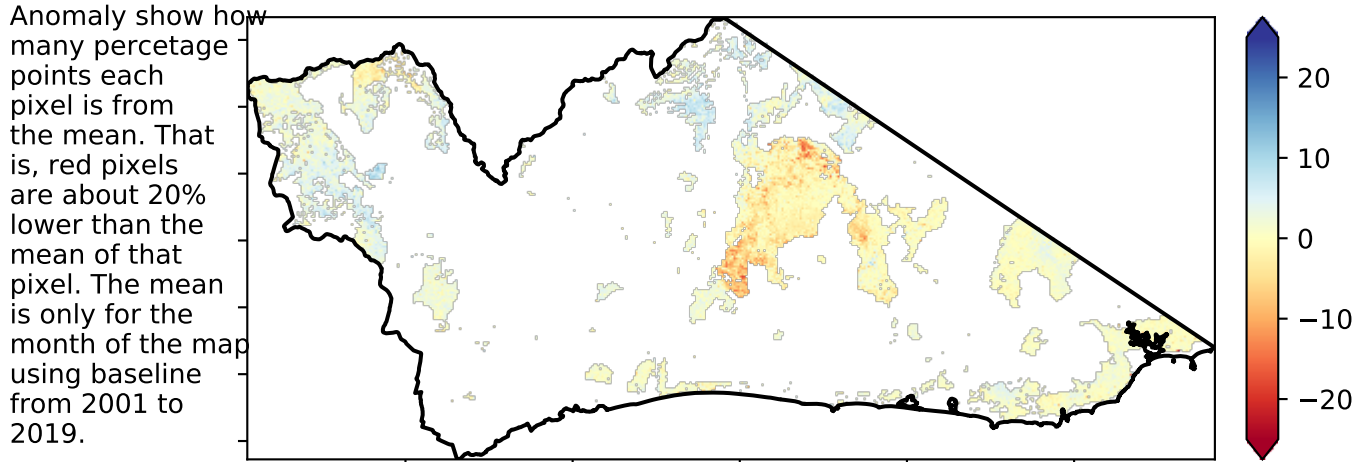 Anomaly show how
many percetage
points each
pixel is from
the mean. That
is, red pixels
are about 20%
lower than the
mean of that
pixel. The mean
is only for the
month of the map
using baseline
from 2001 to
2019.
20
10
0
−10
−20